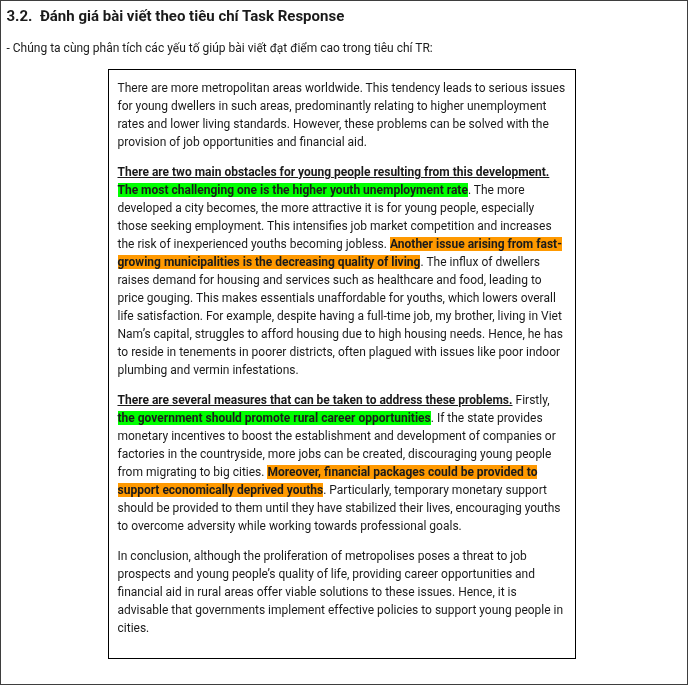 3.2. Đánh giá bài viết theo tiêu chí Task Response
- Chúng ta cùng phân tích các yếu tố giúp bài viết đạt điểm cao trong tiêu chí TR:
There are more metropolitan areas worldwide. This tendency leads to serious issues
for young dwellers in such areas, predominantly relating to higher unemployment
rates and lower living standards. However, these problems can be solved with the
provision of job opportunities and financial aid.
There are two main obstacles for young people resulting from this development.
The most challenging one is the higher youth unemployment rate. The more
developed a city becomes, the more attractive it is for young people, especially
those seeking employment. This intensifies job market competition and increases
the risk of inexperienced youths becoming jobless. Another issue arising from fast-
growing municipalities is the decreasing quality of living. The influx of dwellers
raises demand for housing and services such as healthcare and food, leading to
price gouging. This makes essentials unaffordable for youths, which lowers overall
life satisfaction. For example, despite having a full-time job, my brother, living in Viet
Nam's capital, struggles to afford housing due to high housing needs. Hence, he has
to reside in tenements in poorer districts, often plagued with issues like poor indoor
plumbing and vermin infestations.
There are several measures that can be taken to address these problems. Firstly,
the government should promote rural career opportunities. If the state provides
monetary incentives to boost the establishment and development of companies or
factories in the countryside, more jobs can be created, discouraging young people
from migrating to big cities. Moreover, financial packages could be provided to
support economically deprived youths. Particularly, temporary monetary support
should be provided to them until they have stabilized their lives, encouraging youths
to overcome adversity while working towards professional goals.
In conclusion, although the proliferation of metropolises poses a threat to job
prospects and young people's quality of life, providing career opportunities and
financial aid in rural areas offer viable solutions to these issues. Hence, it is
advisable that governments implement effective policies to support young people in
cities.